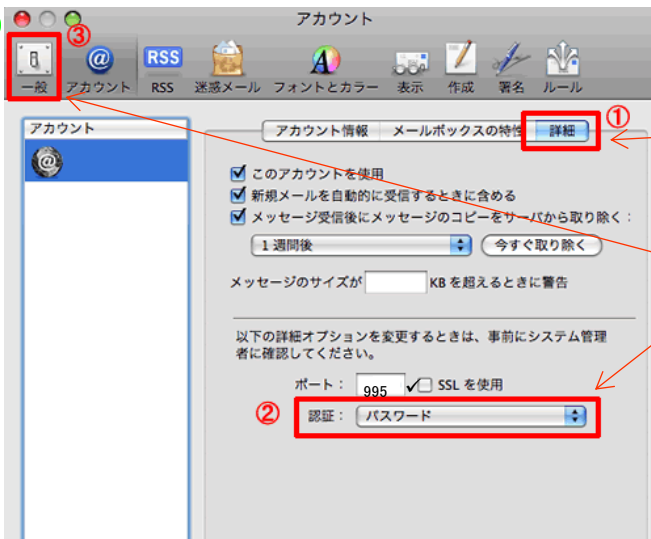 アカウント
③
RSS
一般 アカウント RSS 迷惑メール フォントとカラー 表示 作成 署名 ルール
①
アカウント
アカウント情報 メールボックスの特性 詳細
このアカウントを使用
新規メールを自動的に受信するときに含める
メッセージ受信後にメッセージのコピーをサーバから取り除く：
1 週間後 今すぐ取り除く
メッセージのサイズが KB を超えるときに警告
以下の詳細オプションを変更するときは、事前にシステム管理
者に確認してください。
ポート： 995 SSL を使用
② 認証： パスワード